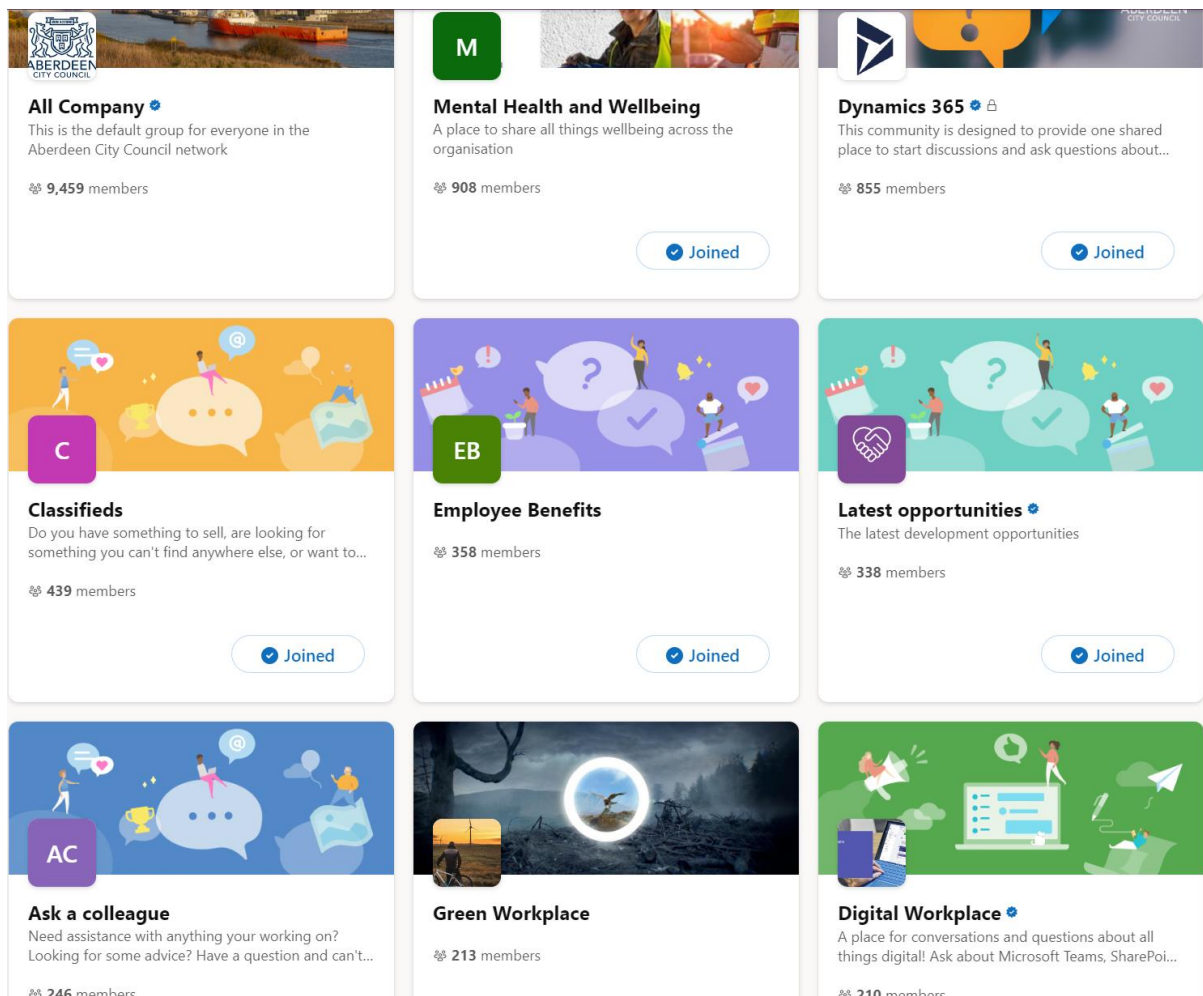 ABERDEEN
CITY COUNCIL
M
ABERDEEN
CITY COUNCIL
All Company
This is the default group for everyone in the
Aberdeen City Council network
9,459 members
Mental Health and Wellbeing
A place to share all things wellbeing across the
organisation
908 members
Joined
Dynamics 365
This community is designed to provide one shared
place to start discussions and ask questions about...
855 members
Joined
C
Classifieds
Do you have something to sell, are looking for
something you can't find anywhere else, or want to...
439 members
Joined
EB
Employee Benefits
358 members
Joined
Latest opportunities
The latest development opportunities
338 members
Joined
AC
Ask a colleague
Need assistance with anything your working on?
Looking for some advice? Have a question and can't...
246 members
Green Workplace
213 members
Digital Workplace
A place for conversations and questions about all
things digital! Ask about Microsoft Teams, SharePoi...
210 members